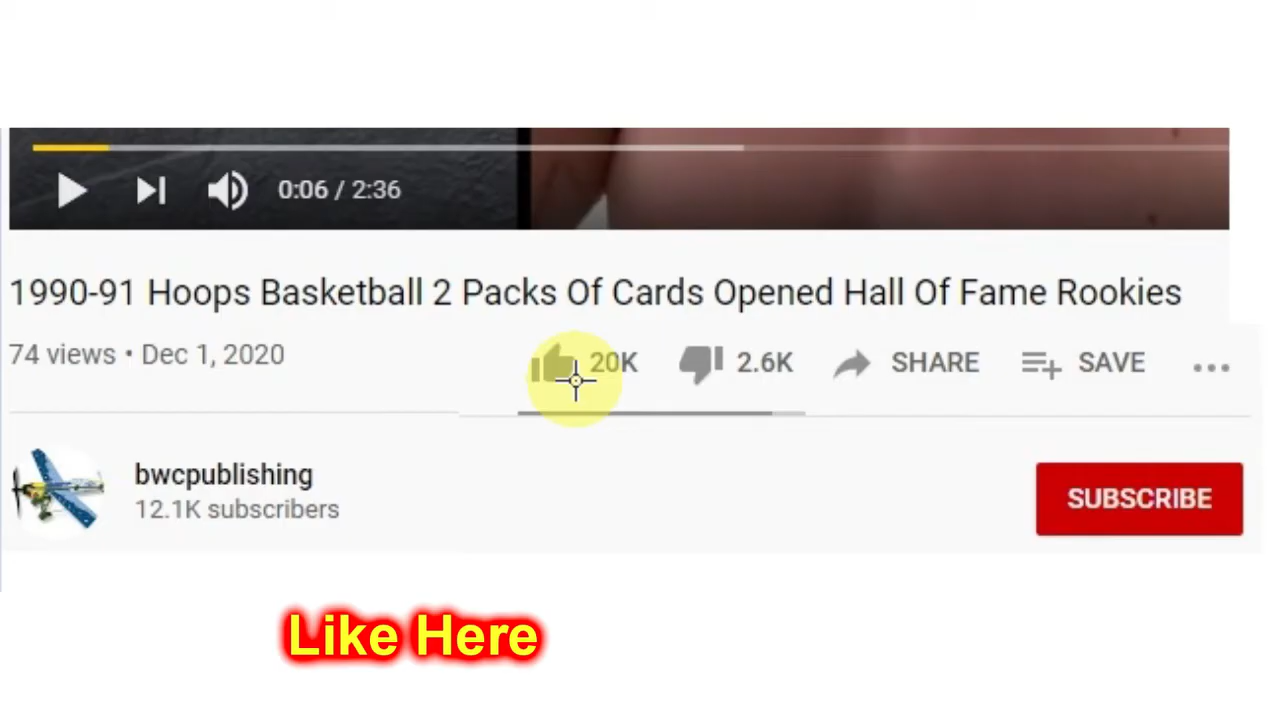 0:06 / 2:36
1990-91 Hoops Basketball 2 Packs Of Cards Opened Hall Of Fame Rookies
74 views • Dec 1, 2020 20K 2.6K SHARE SAVE
bwcpublishing
12.1K subscribers
SUBSCRIBE
Like Here